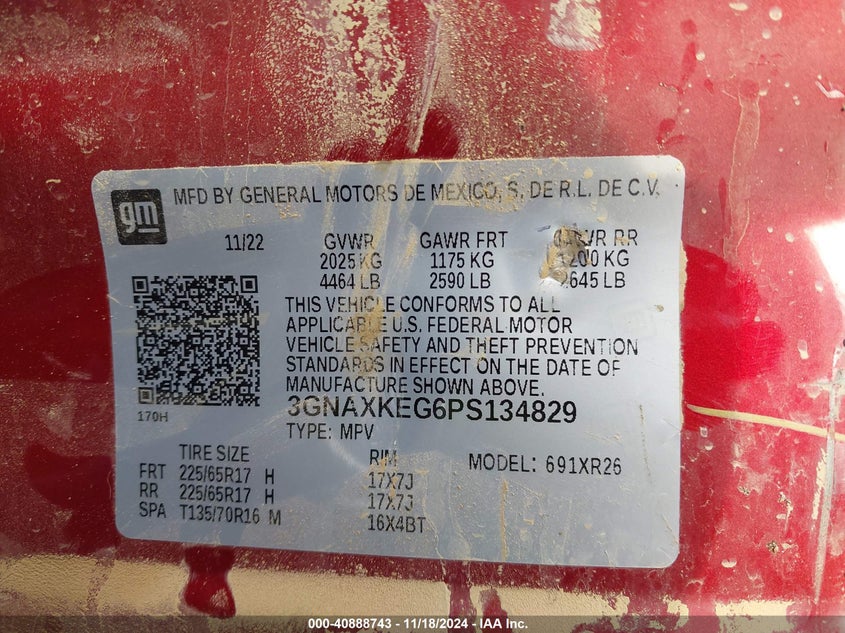 gm
MFD BY GENERAL MOTORS DE MEXICO, S. DE R.L. DE C.V.
11/22 GVWR GAWR FRT RR
2025 KG 1175 KG KG
4464 LB 2590 LB LB
THIS VEHICLE CONFORMS TO ALL
APPLICABLE U.S. FEDERAL MOTOR
VEHICLE SAFETY AND THEFT PREVENTION
STANDARDS IN EFFECT ON THE DATE OF
MANUFACTURE SHOWN ABOVE.
3GNAXKEG6PS134829
170H
TYPE: MPV
TIRE SIZE RIM MODEL: 691XR26
FRT 225/65R17 H 17X7J
RR 225/65R17 H 17X7J
SPA T135/70R16 M 16X4BT
000-40888743 - 11/18/2024 - IAA Inc.